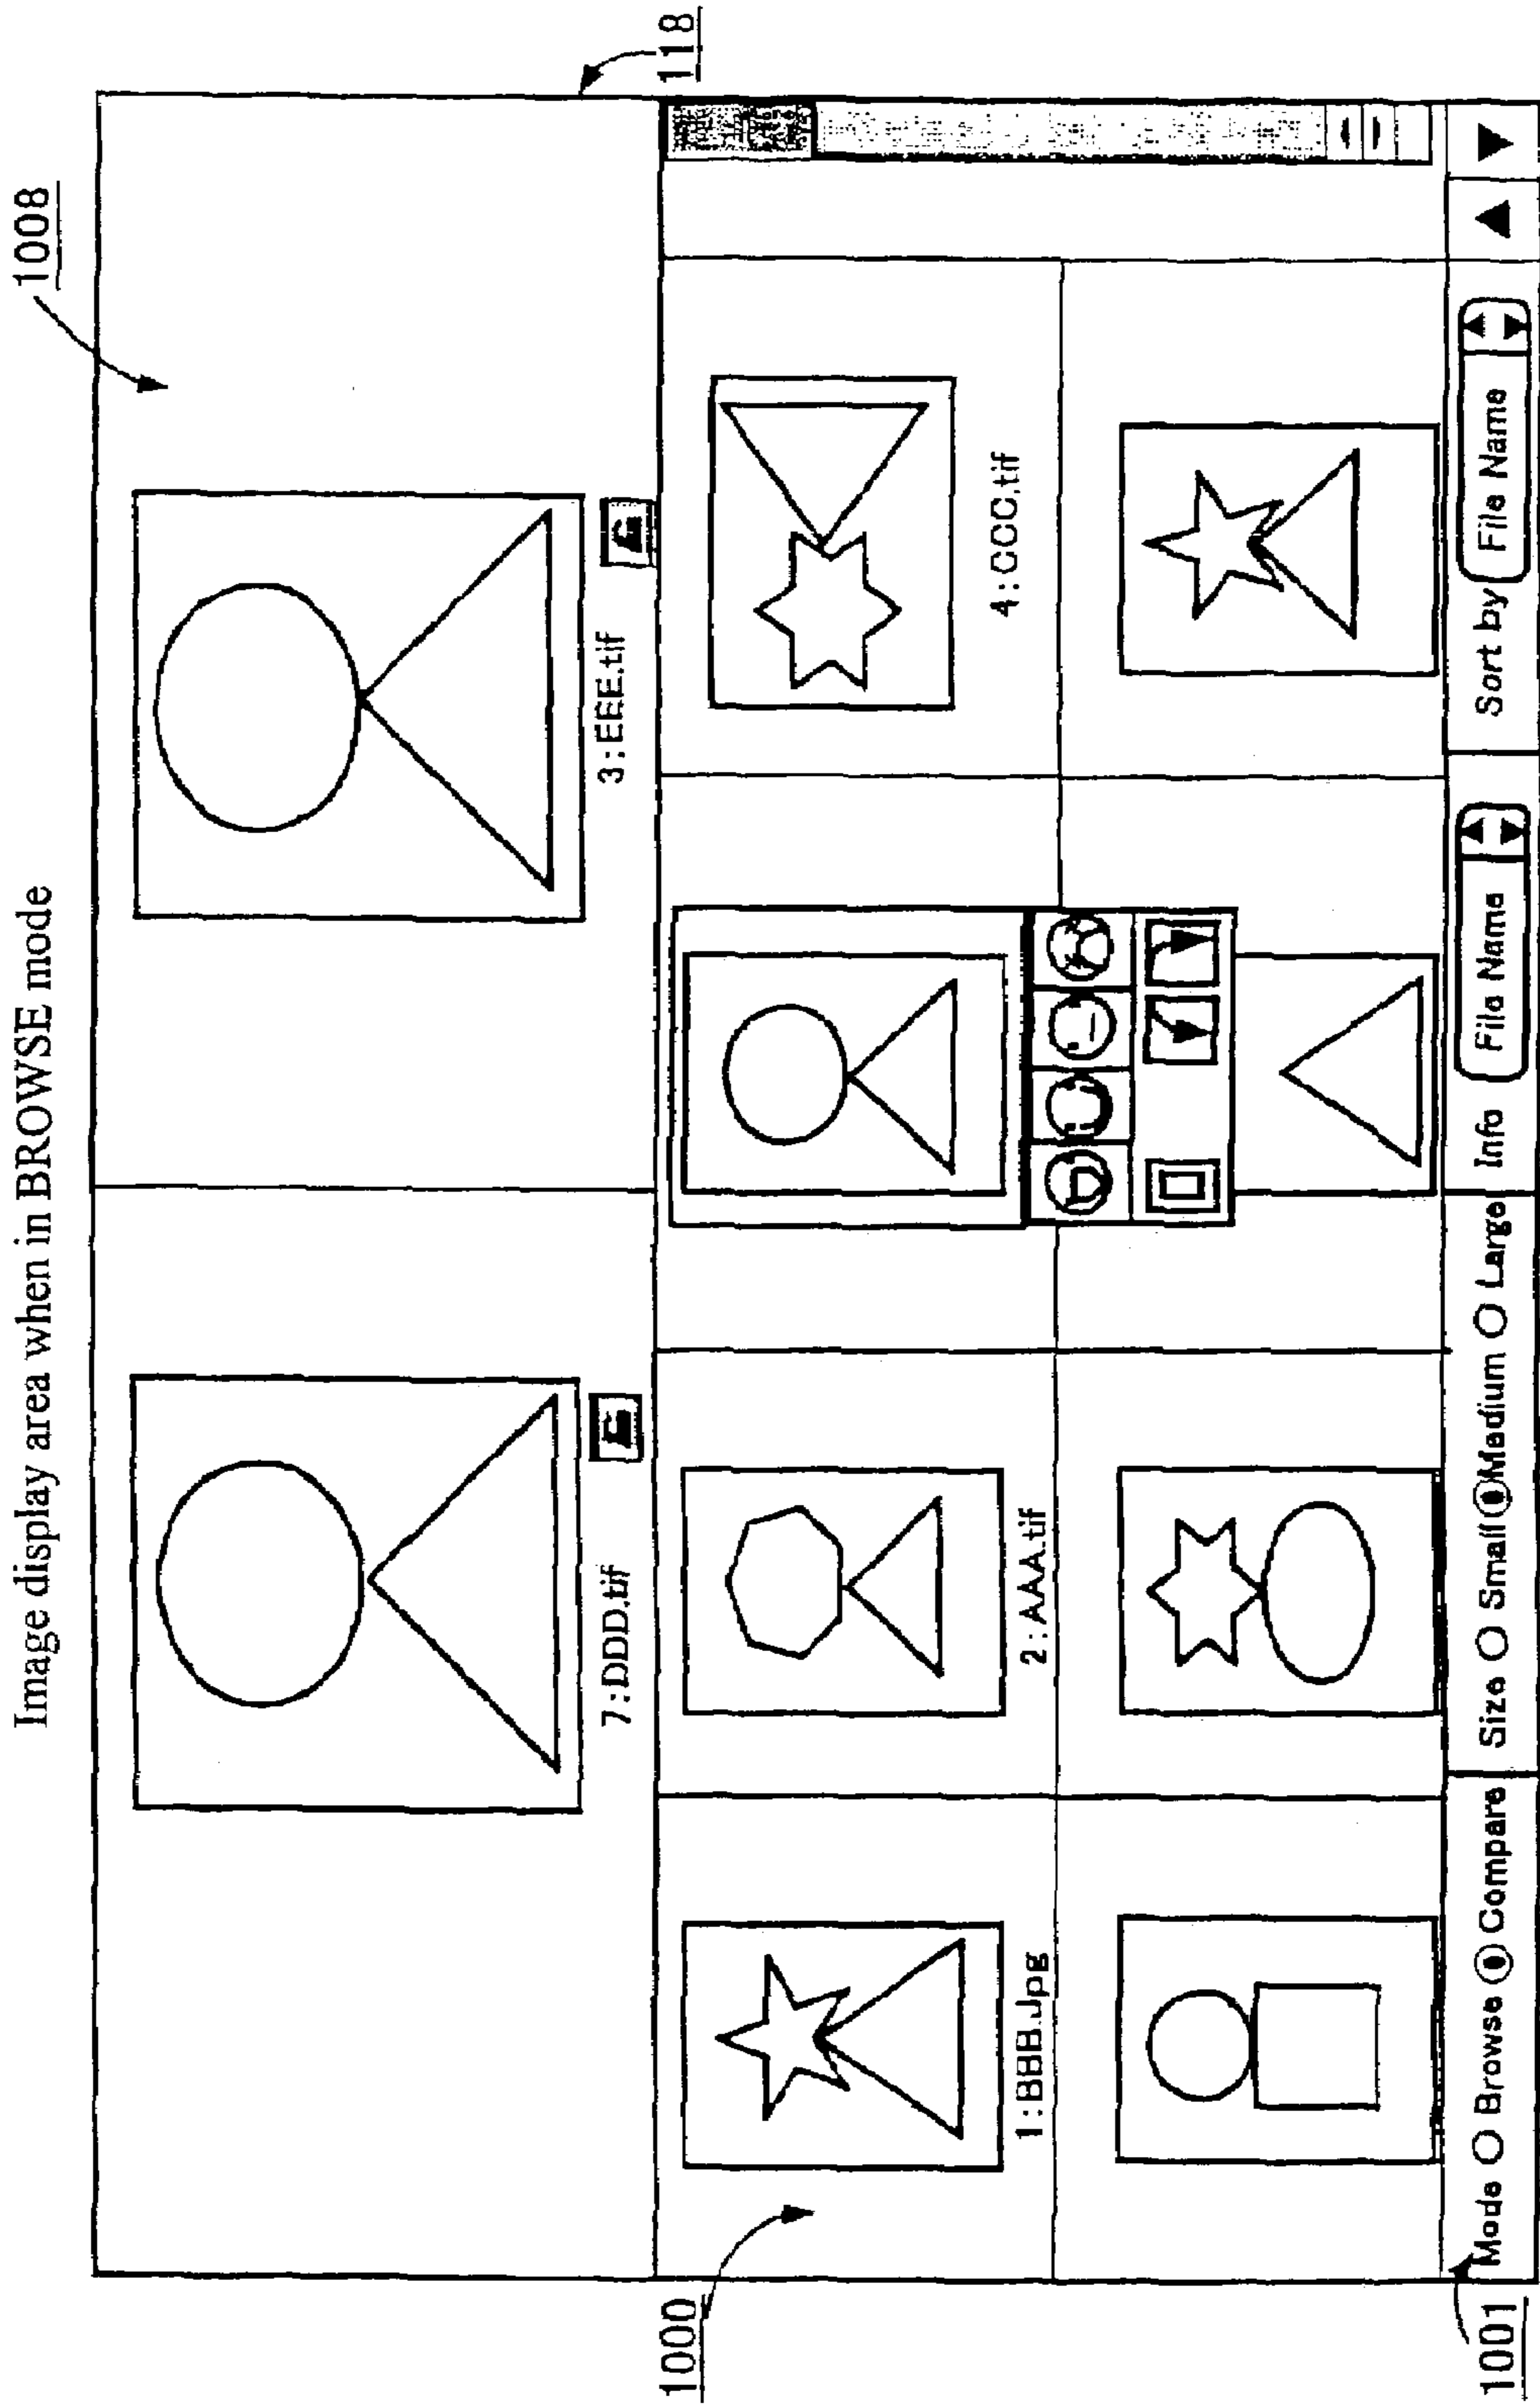 Image display area when in BROWSE mode
1008
118
7:DDD.tif
3:EEE.tif
1000
1:BBB.Jpg
2:AAA.tif
4:CCC.tif
1001
Mode Browse Compare Size Small Medium Large Info File Name Sort by File Name